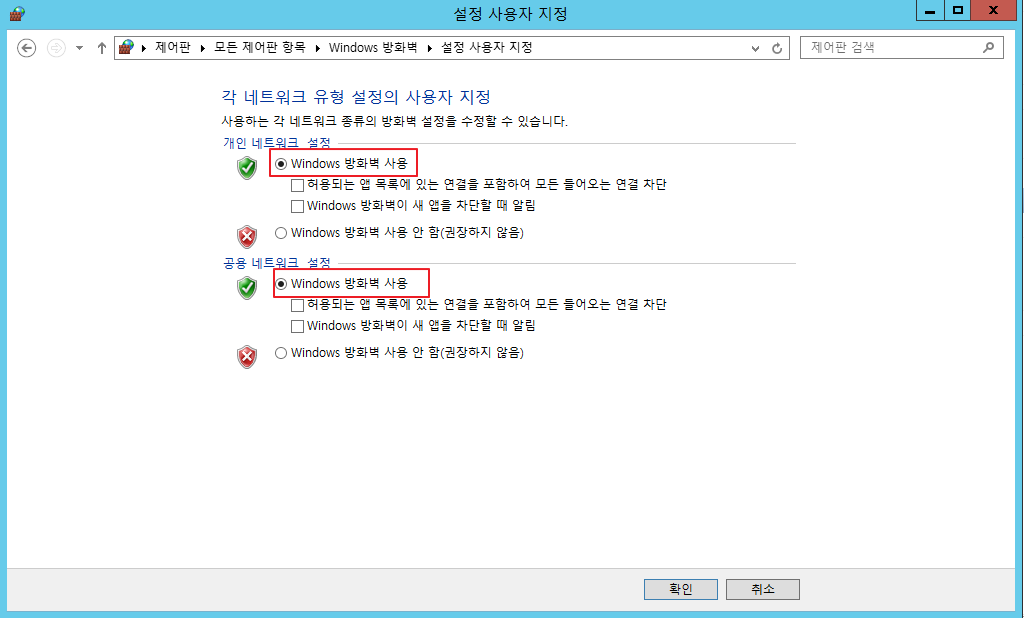 설정 사용자 지정
제어판 모든 제어판 항목 Windows 방화벽 설정 사용자 지정
제어판 검색
각 네트워크 유형 설정의 사용자 지정
사용하는 각 네트워크 종류의 방화벽 설정을 수정할 수 있습니다.
개인 네트워크 설정
Windows 방화벽 사용
허용되는 앱 목록에 있는 연결을 포함하여 모든 들어오는 연결 차단
Windows 방화벽이 새 앱을 차단할 때 알림
Windows 방화벽 사용 안 함(권장하지 않음)
공용 네트워크 설정
Windows 방화벽 사용
허용되는 앱 목록에 있는 연결을 포함하여 모든 들어오는 연결 차단
Windows 방화벽이 새 앱을 차단할 때 알림
Windows 방화벽 사용 안 함(권장하지 않음)
확인
취소